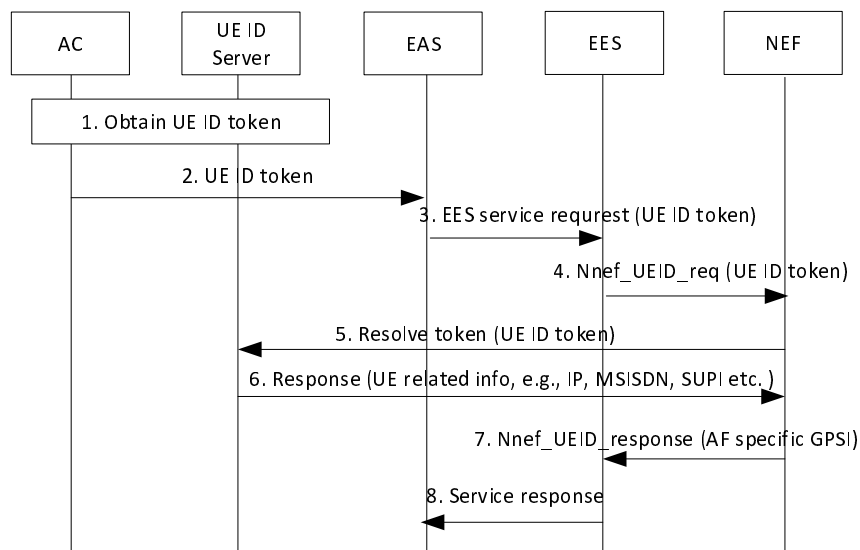 AC
UE ID
Server
EAS
EES
NEF
1. Obtain UE ID token
2. UE ID token
3. EES service requrest (UE ID token)
4. Nnef_UEID_req (UE ID token)
5. Resolve token (UE ID token)
6. Response (UE related info, e.g., IP, MSISDN, SUPI etc. )
7. Nnef_UEID_response (AF specific GPSI)
8. Service response